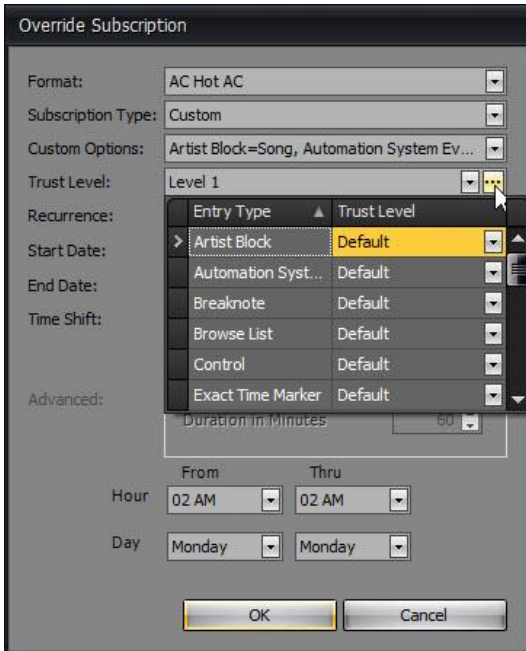 Override Subscription
Format: AC Hot AC
Subscription Type: Custom
Custom Options: Artist Block=Song, Automation System Ev...
Trust Level: Level 1 ...
Recurrence: Entry Type Trust Level
Artist Block Default
Start Date: Automation Syst... Default
End Date: Breaknote Default
Time Shift: Browse List Default
Control Default
Advanced: Exact Time Marker Default
Duration in Minutes 60
From Thru
Hour 02 AM 02 AM
Day Monday Monday
OK Cancel